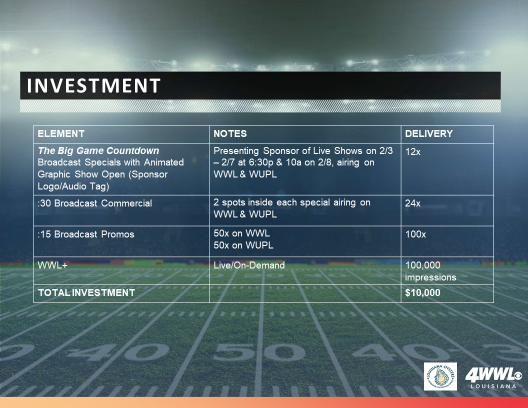 INVESTMENT
ELEMENT NOTES DELIVERY
The Big Game Countdown
Broadcast Specials with Animated
Graphic Show Open (Sponsor
Logo/Audio Tag)
Presenting Sponsor of Live Shows on 2/3
– 2/7 at 6:30p & 10a on 2/8, airing on
WWL & WUPL
12x
:30 Broadcast Commercial
2 spots inside each special airing on
WWL & WUPL
24x
:15 Broadcast Promos
50x on WWL
50x on WUPL
100x
WWL+
Live/On-Demand
100,000
impressions
TOTAL INVESTMENT $10,000
40 50 40
4WWL
LOUISIANA